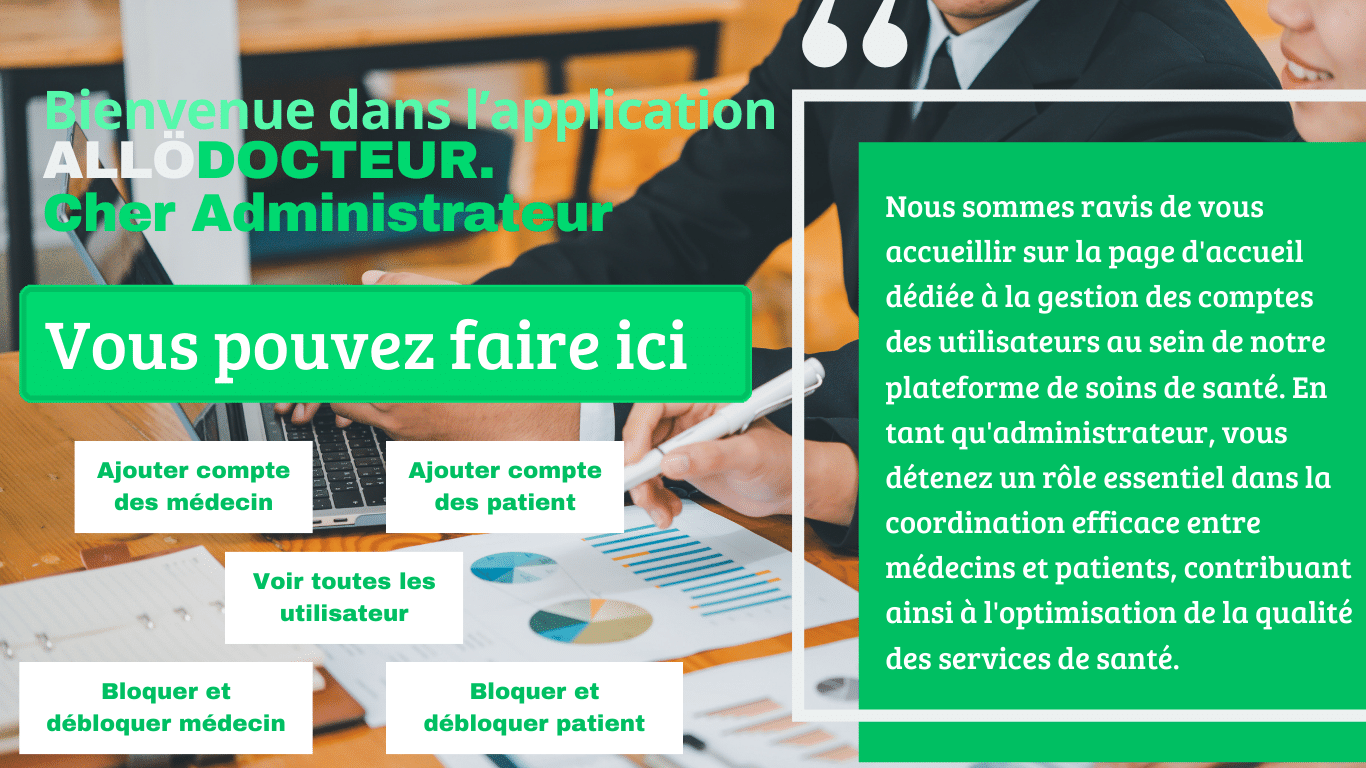 Bienvenue dans l’application
ALLÖDOCTEUR.
Cher Administrateur
Vous pouvez faire ici
Ajouter compte
des médecin
Ajouter compte
des patient
Voir toutes les
utilisateur
Bloquer et
débloquer médecin
Bloquer et
débloquer patient
“
Nous sommes ravis de vous
accueillir sur la page d'accueil
dédiée à la gestion des comptes
des utilisateurs au sein de notre
plateforme de soins de santé. En
tant qu'administrateur, vous
détenez un rôle essentiel dans la
coordination efficace entre
médecins et patients, contribuant
ainsi à l'optimisation de la qualité
des services de santé.